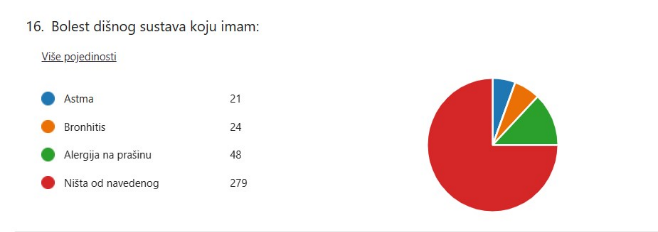 16. Bolest dišnog sustava koju imam:
Više pojedinosti
Astma 21
Bronhitis 24
Alergija na prašinu 48
Ništa od navedenog 279